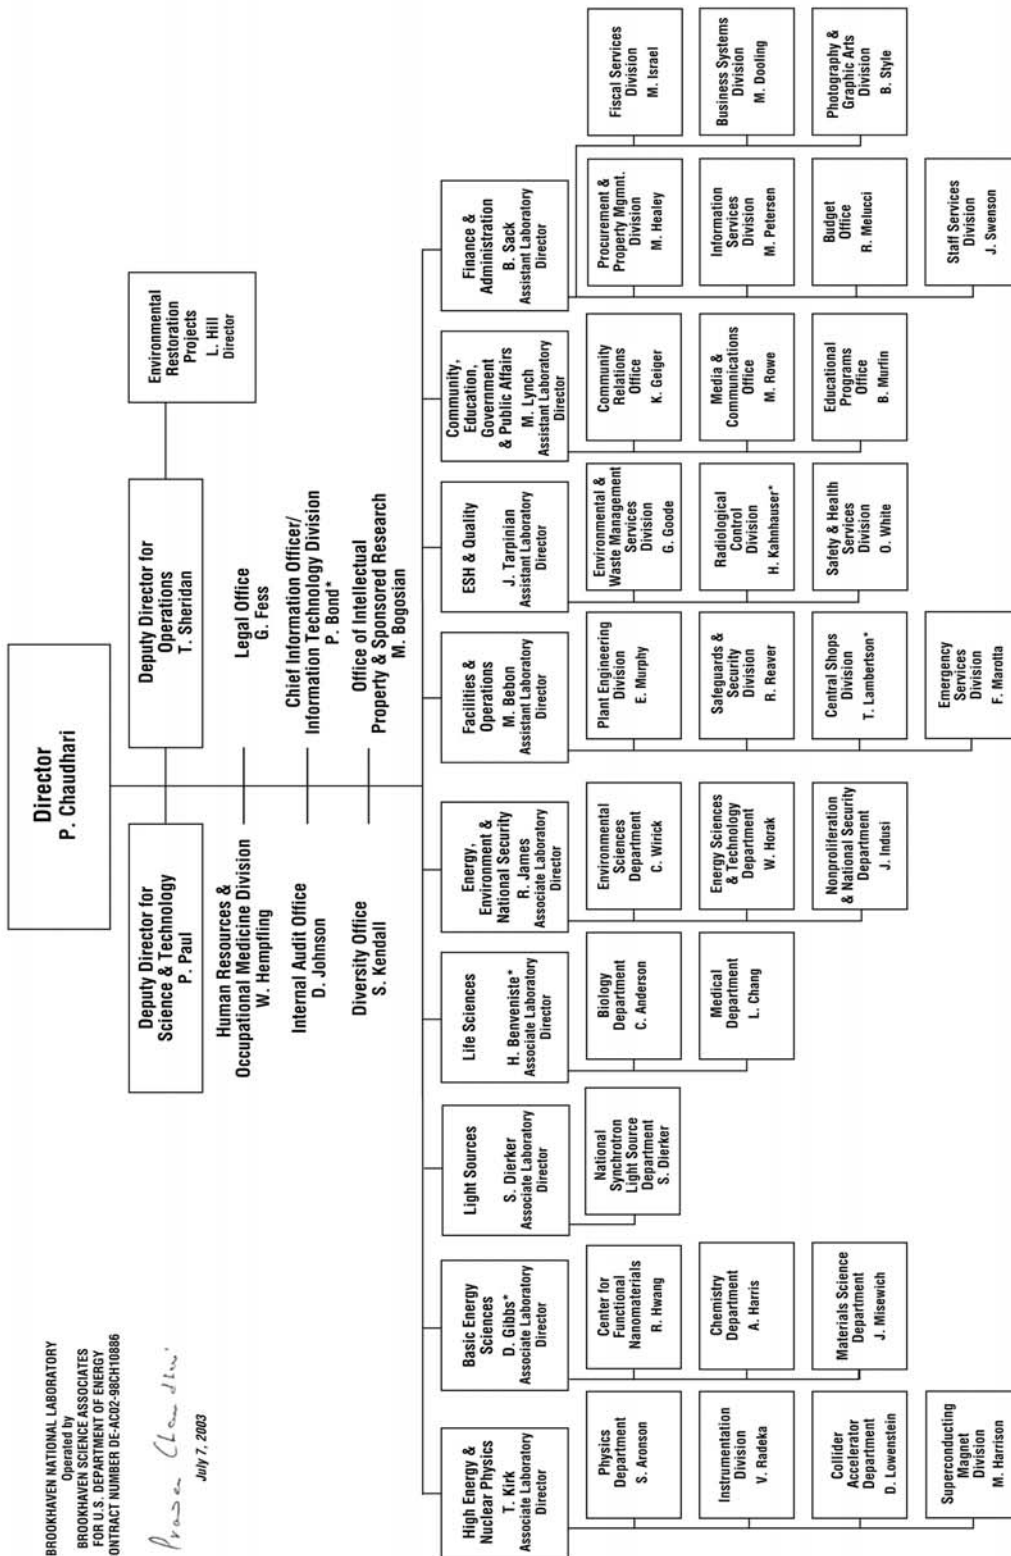 BROOKHAVEN NATIONAL LABORATORY
Operated by
BROOKHAVEN SCIENCE ASSOCIATES
FOR U.S. DEPARTMENT OF ENERGY
ONTRACT NUMBER DE-AC02-98CH10886
July 7, 2003
Director
P. Chaudhari
Deputy Director for
Science & Technology
P. Paul
Deputy Director for
Operations
T. Sheridan
Environmental
Restoration
Projects
L. Hill
Director
Human Resources &
Occupational Medicine Division
W. Hempfling
Legal Office
G. Fess
Internal Audit Office
D. Johnson
Chief Information Officer/
Information Technology Division
P. Bond*
Diversity Office
S. Kendall
Office of Intellectual
Property & Sponsored Research
M. Bogosian
High Energy &
Nuclear Physics
T. Kirk
Associate Laboratory
Director
Physics
Department
S. Aronson
Instrumentation
Division
V. Radeka
Collider
Accelerator
Department
D. Lowenstein
Superconducting
Magnet
Division
M. Harrison
Basic Energy
Sciences
D. Gibbs*
Associate Laboratory
Director
Center for
Functional
Nanomaterials
R. Hwang
Chemistry
Department
A. Harris
Materials Science
Department
J. Misewich
Light Sources
S. Dierker
Associate Laboratory
Director
National
Synchrotron
Light Source
Department
S. Dierker
Life Sciences
H. Benveniste*
Associate Laboratory
Director
Biology
Department
C. Anderson
Medical
Department
L. Chang
Energy,
Environment &
National Security
R. James
Associate Laboratory
Director
Environmental
Sciences
Department
C. Wirick
Energy Sciences
& Technology
Department
W. Horak
Nonproliferation
& National Security
Department
J. Indusi
Facilities &
Operations
M. Bebon
Assistant Laboratory
Director
Plant Engineering
Division
E. Murphy
Safeguards &
Security
Division
R. Reaver
Central Shops
Division
T. Lambertson*
Emergency
Services
Division
F. Marotta
ESH & Quality
J. Tarpinian
Assistant Laboratory
Director
Environmental &
Waste Management
Services
Division
G. Goode
Radiological
Control
Division
H. Kahnhauser*
Safety & Health
Services
Division
O. White
Community,
Education,
Government
& Public Affairs
M. Lynch
Assistant Laboratory
Director
Community
Relations
Office
K. Geiger
Media &
Communications
Office
M. Rowe
Educational
Programs
Office
B. Murfin
Finance &
Administration
B. Sack
Assistant Laboratory
Director
Procurement &
Property Mgmnt.
Division
M. Healey
Information
Services
Division
M. Petersen
Budget
Office
R. Melucci
Staff Services
Division
J. Swenson
Fiscal Services
Division
M. Israel
Business Systems
Division
M. Dooling
Photography &
Graphic Arts
Division
B. Style